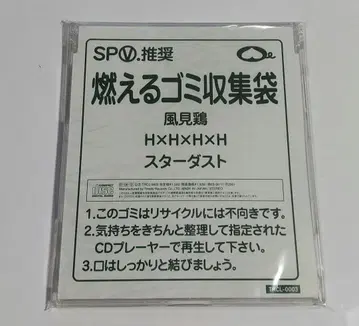 SPⓋ.推奨
燃えるゴミ収集袋
風見鶏
H×H×H×H
スターダスト
1.このゴミはリサイクルには不向きです。
2.気持ちをきちんと整理して指定された
CDプレーヤーで再生して下さい。
3.口はしっかりと結びましょう。
TRCL-0003